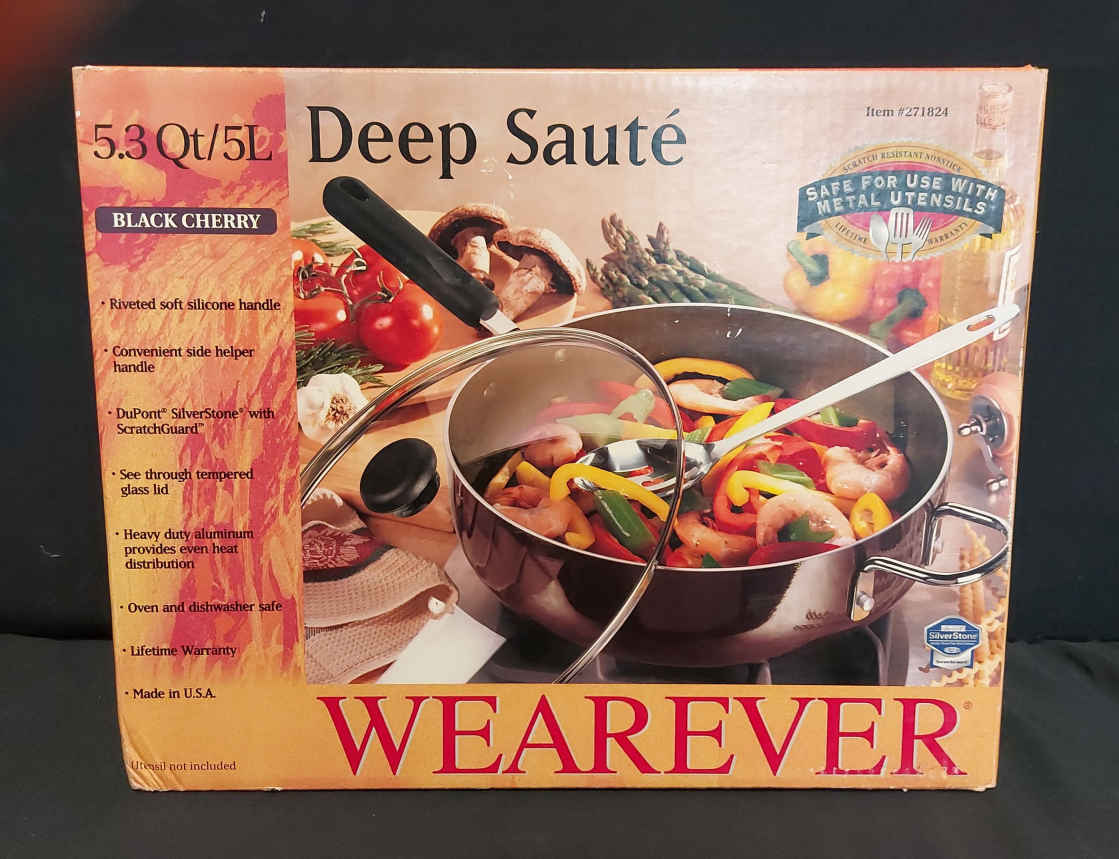 5.3 Qt/5L
Deep Sauté
Item #271824
SCRATCH RESISTANT NONSTICK
SAFE FOR USE WITH
METAL UTENSILS
LIFETIME WARRANTY
BLACK CHERRY
• Riveted soft silicone handle
• Convenient side helper
handle
• DuPont® SilverStone® with
ScratchGuard™
• See through tempered
glass lid
• Heavy duty aluminum
provides even heat
distribution
• Oven and dishwasher safe
• Lifetime Warranty
• Made in U.S.A.
Utensil not included
SilverStone
WEAREVER®